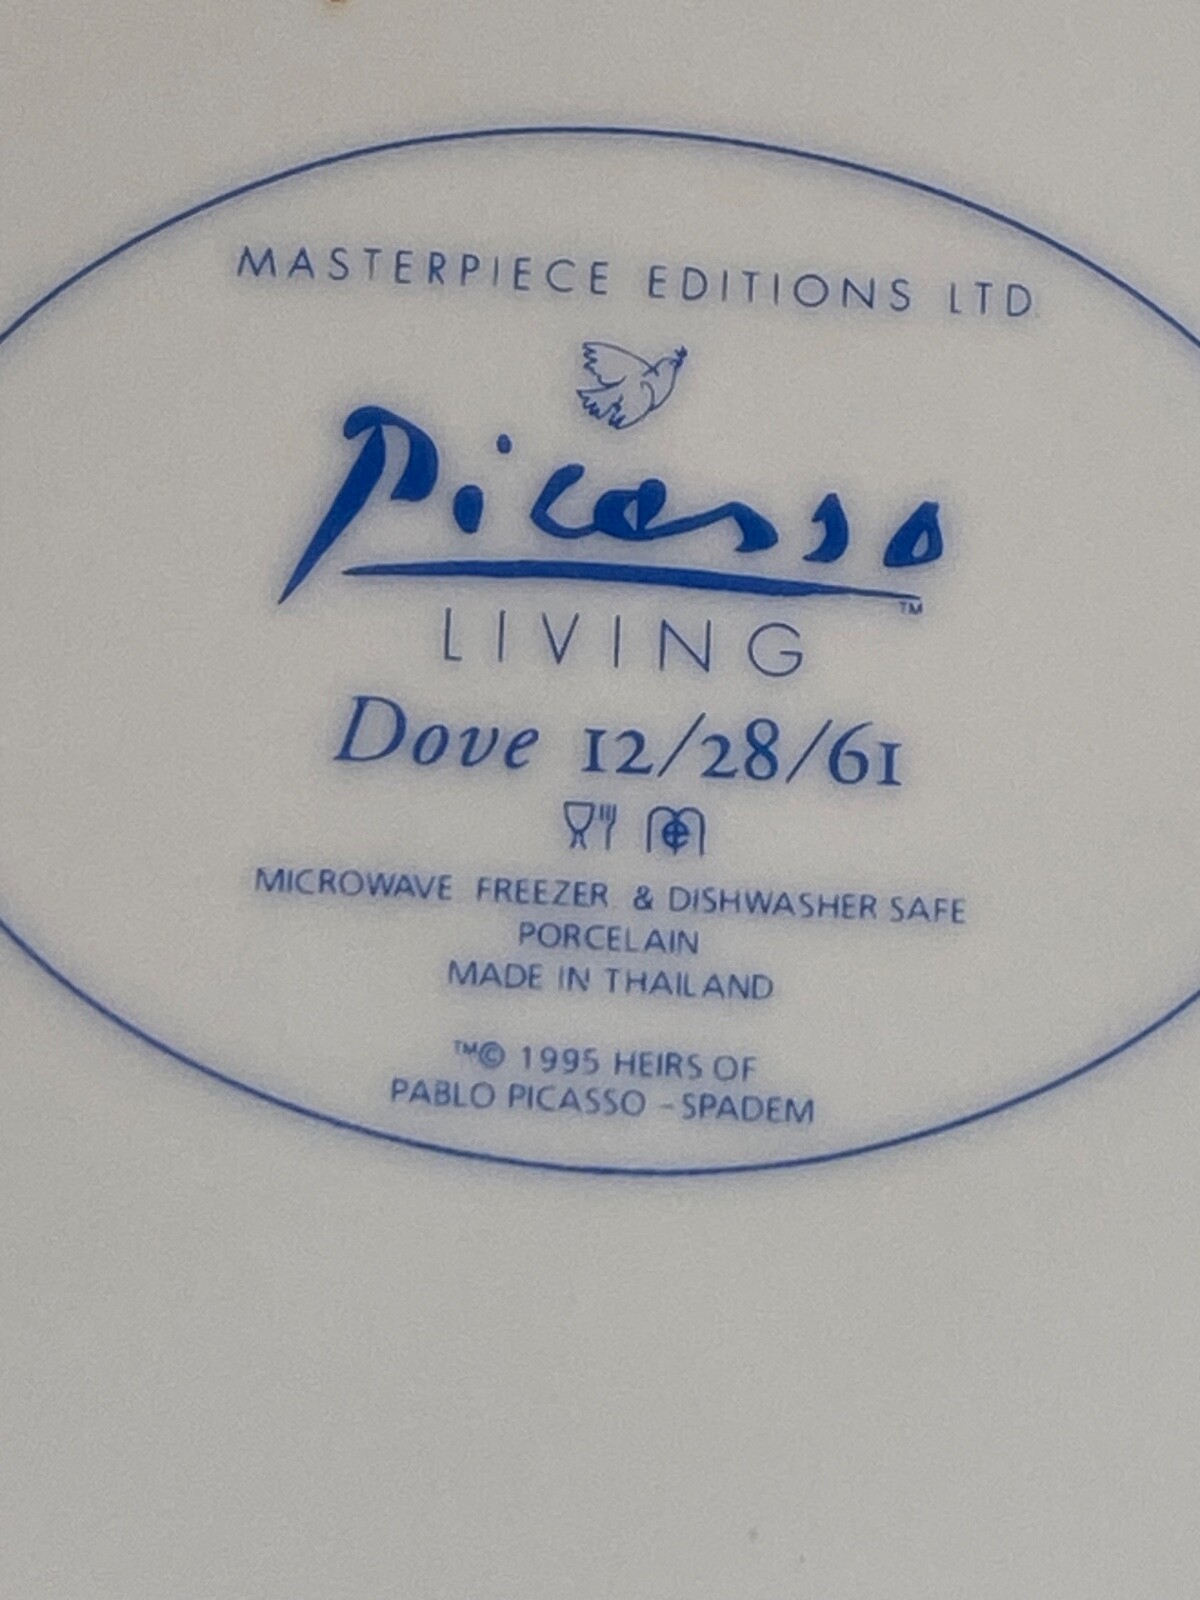 MASTERPIECE EDITIONS LTD.
Picasso
™
LIVING
Dove 12/28/61
MICROWAVE FREEZER & DISHWASHER SAFE
PORCELAIN
MADE IN THAILAND
™© 1995 HEIRS OF
PABLO PICASSO - SPADEM